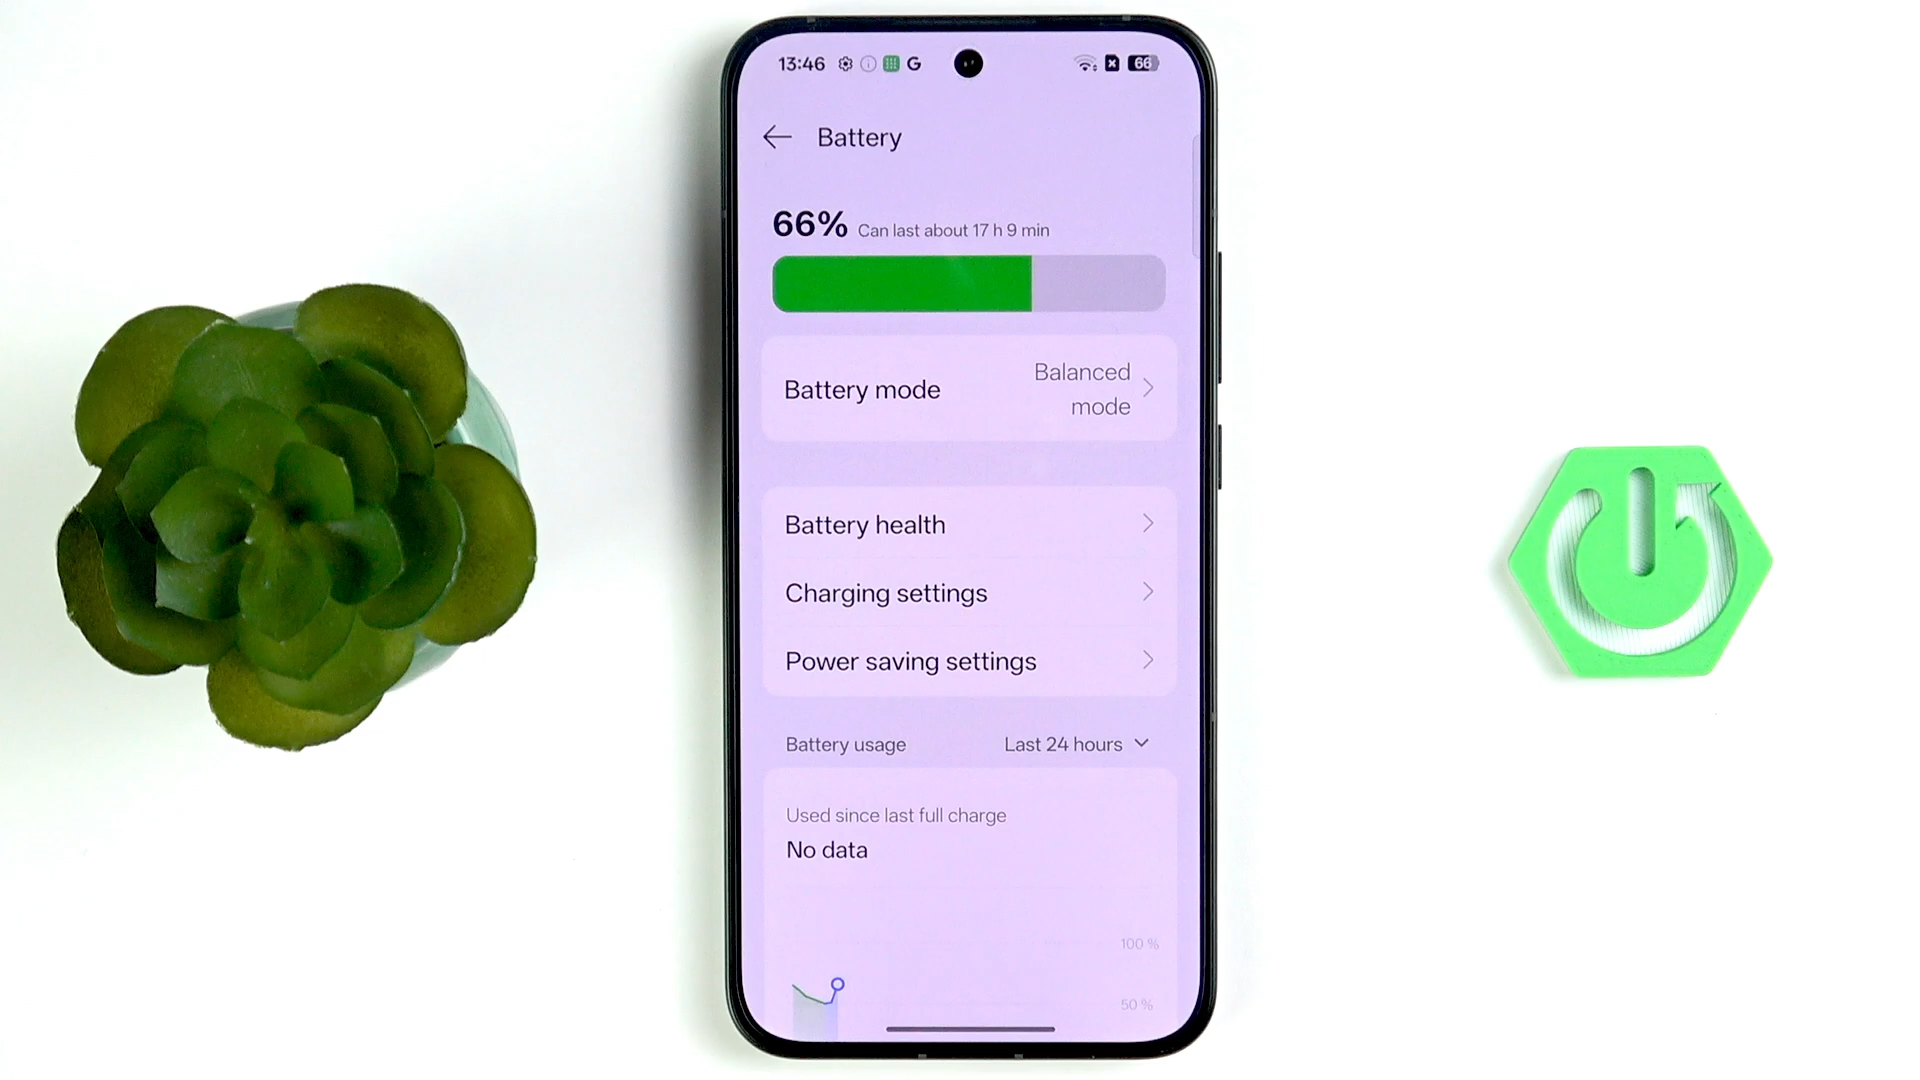 13:46 G 66
Battery
66% Can last about 17 h 9 min
Battery mode Balanced mode
Battery health
Charging settings
Power saving settings
Battery usage Last 24 hours
Used since last full charge
No data
100 %
50 %